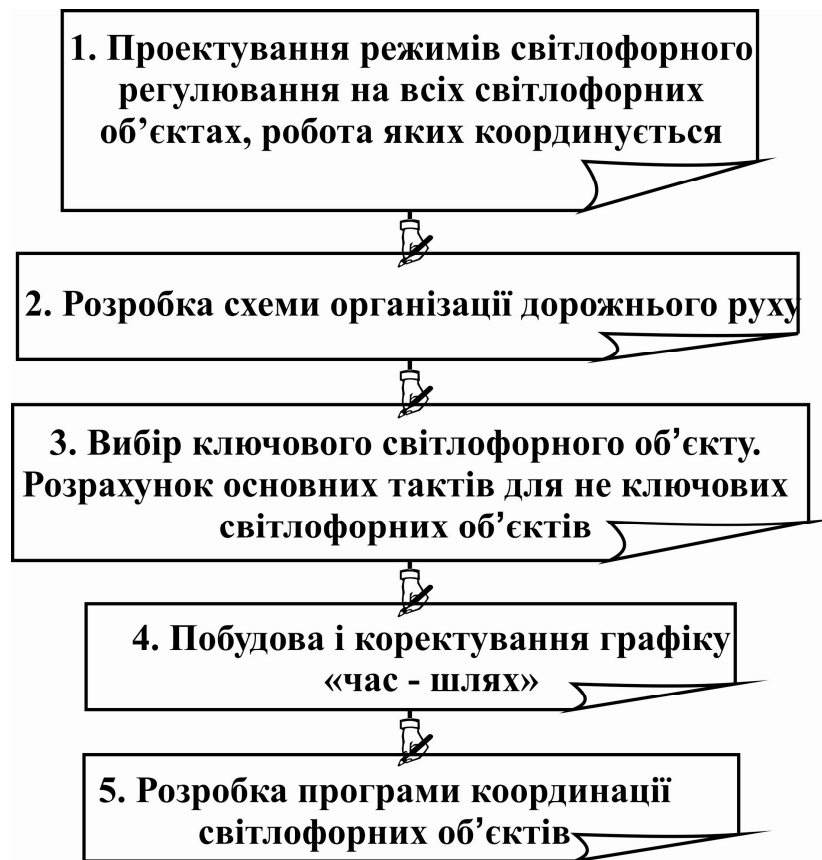 1. Проектування режимів світлофорного
регулювання на всіх світлофорних
об’єктах, робота яких координується
2. Розробка схеми організації дорожнього руху
3. Вибір ключового світлофорного об’єкту.
Розрахунок основних тактів для не ключових
світлофорних об’єктів
4. Побудова і коректування графіку
«час - шлях»
5. Розробка програми координації
світлофорних об’єктів